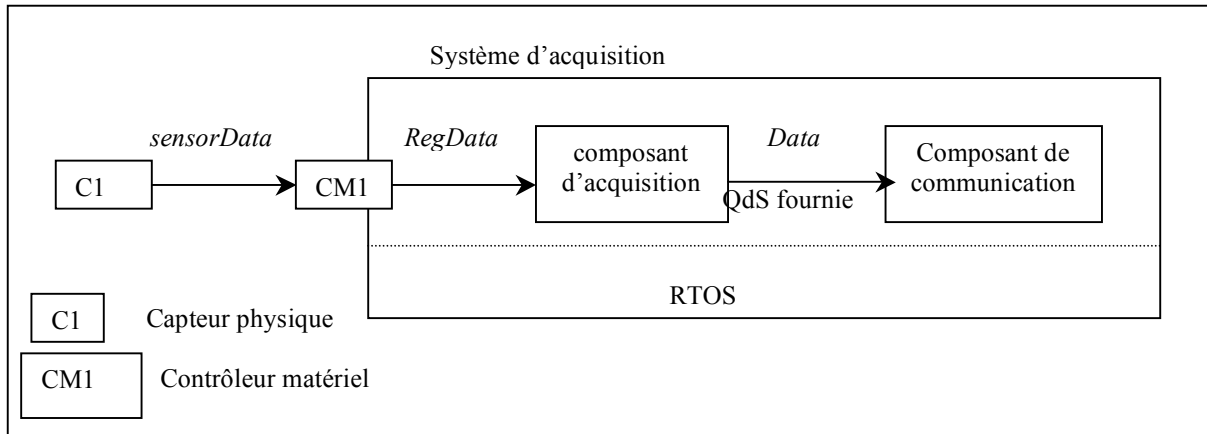 Système d'acquisition
sensorData
RegData
Data
C1
CM1
composant
d'acquisition
QdS fournie
Composant de
communication
RTOS
C1
Capteur physique
CM1
Contrôleur matériel